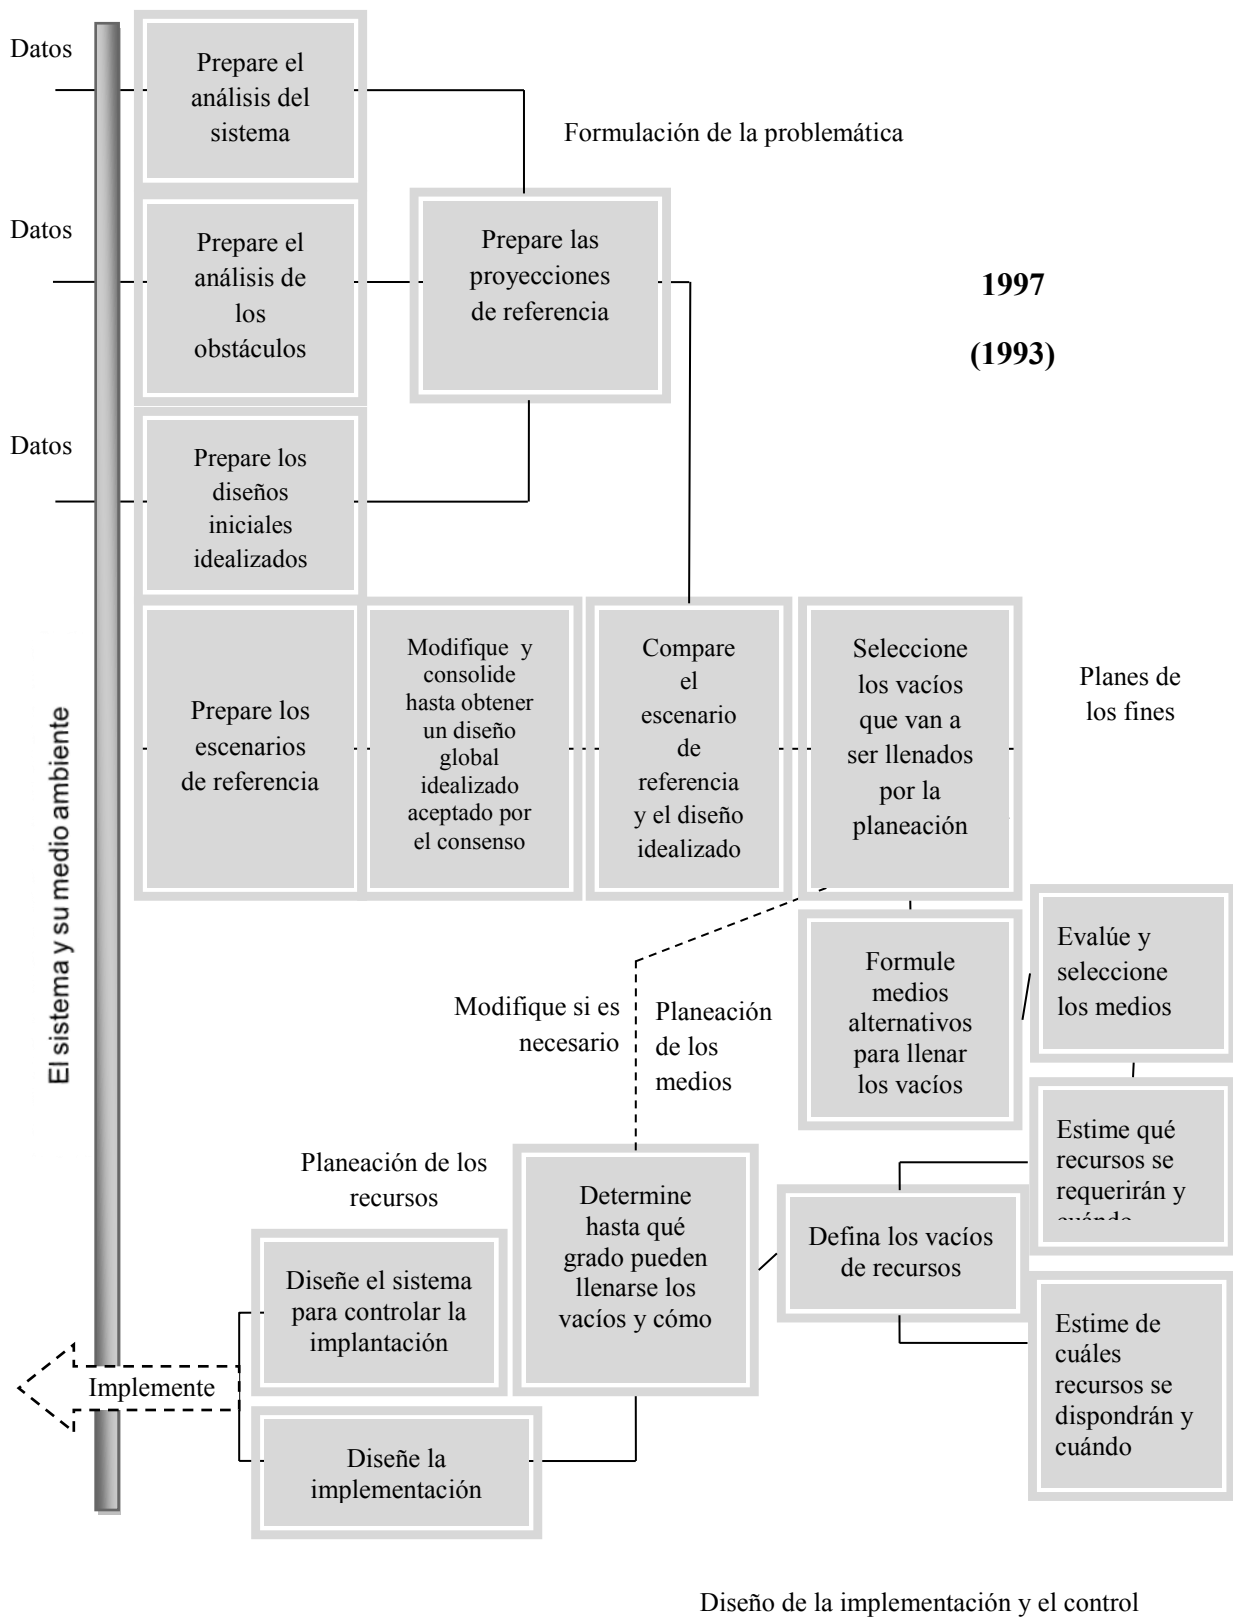 Datos
Prepare el
análisis del
sistema
Formulación de la problemática
Datos
Prepare el
análisis de
los
obstáculos
Prepare las
proyecciones
de referencia
1997
(1993)
Datos
Prepare los
diseños
iniciales
idealizados
El sistema y su medio ambiente
Prepare los
escenarios
de referencia
Modifique y
consolide
hasta obtener
un diseño
global
idealizado
aceptado por
el consenso
Compare
el
escenario
de
referencia
y el diseño
idealizado
Seleccione
los vacíos
que van a
ser llenados
por la
planeación
Planes de
los fines
Formule
medios
alternativos
para llenar
los vacíos
Evalúe y
seleccione
los medios
Modifique si es
necesario
Planeación
de los
medios
Estime qué
recursos se
requerirán y
cuándo
Planeación de los
recursos
Determine
hasta qué
grado pueden
llenarse los
vacíos y cómo
Defina los vacíos
de recursos
Diseñe el sistema
para controlar la
implantación
Estime de
cuáles
recursos se
dispondrán y
cuándo
Implemente
Diseñe la
implementación
Diseño de la implementación y el control